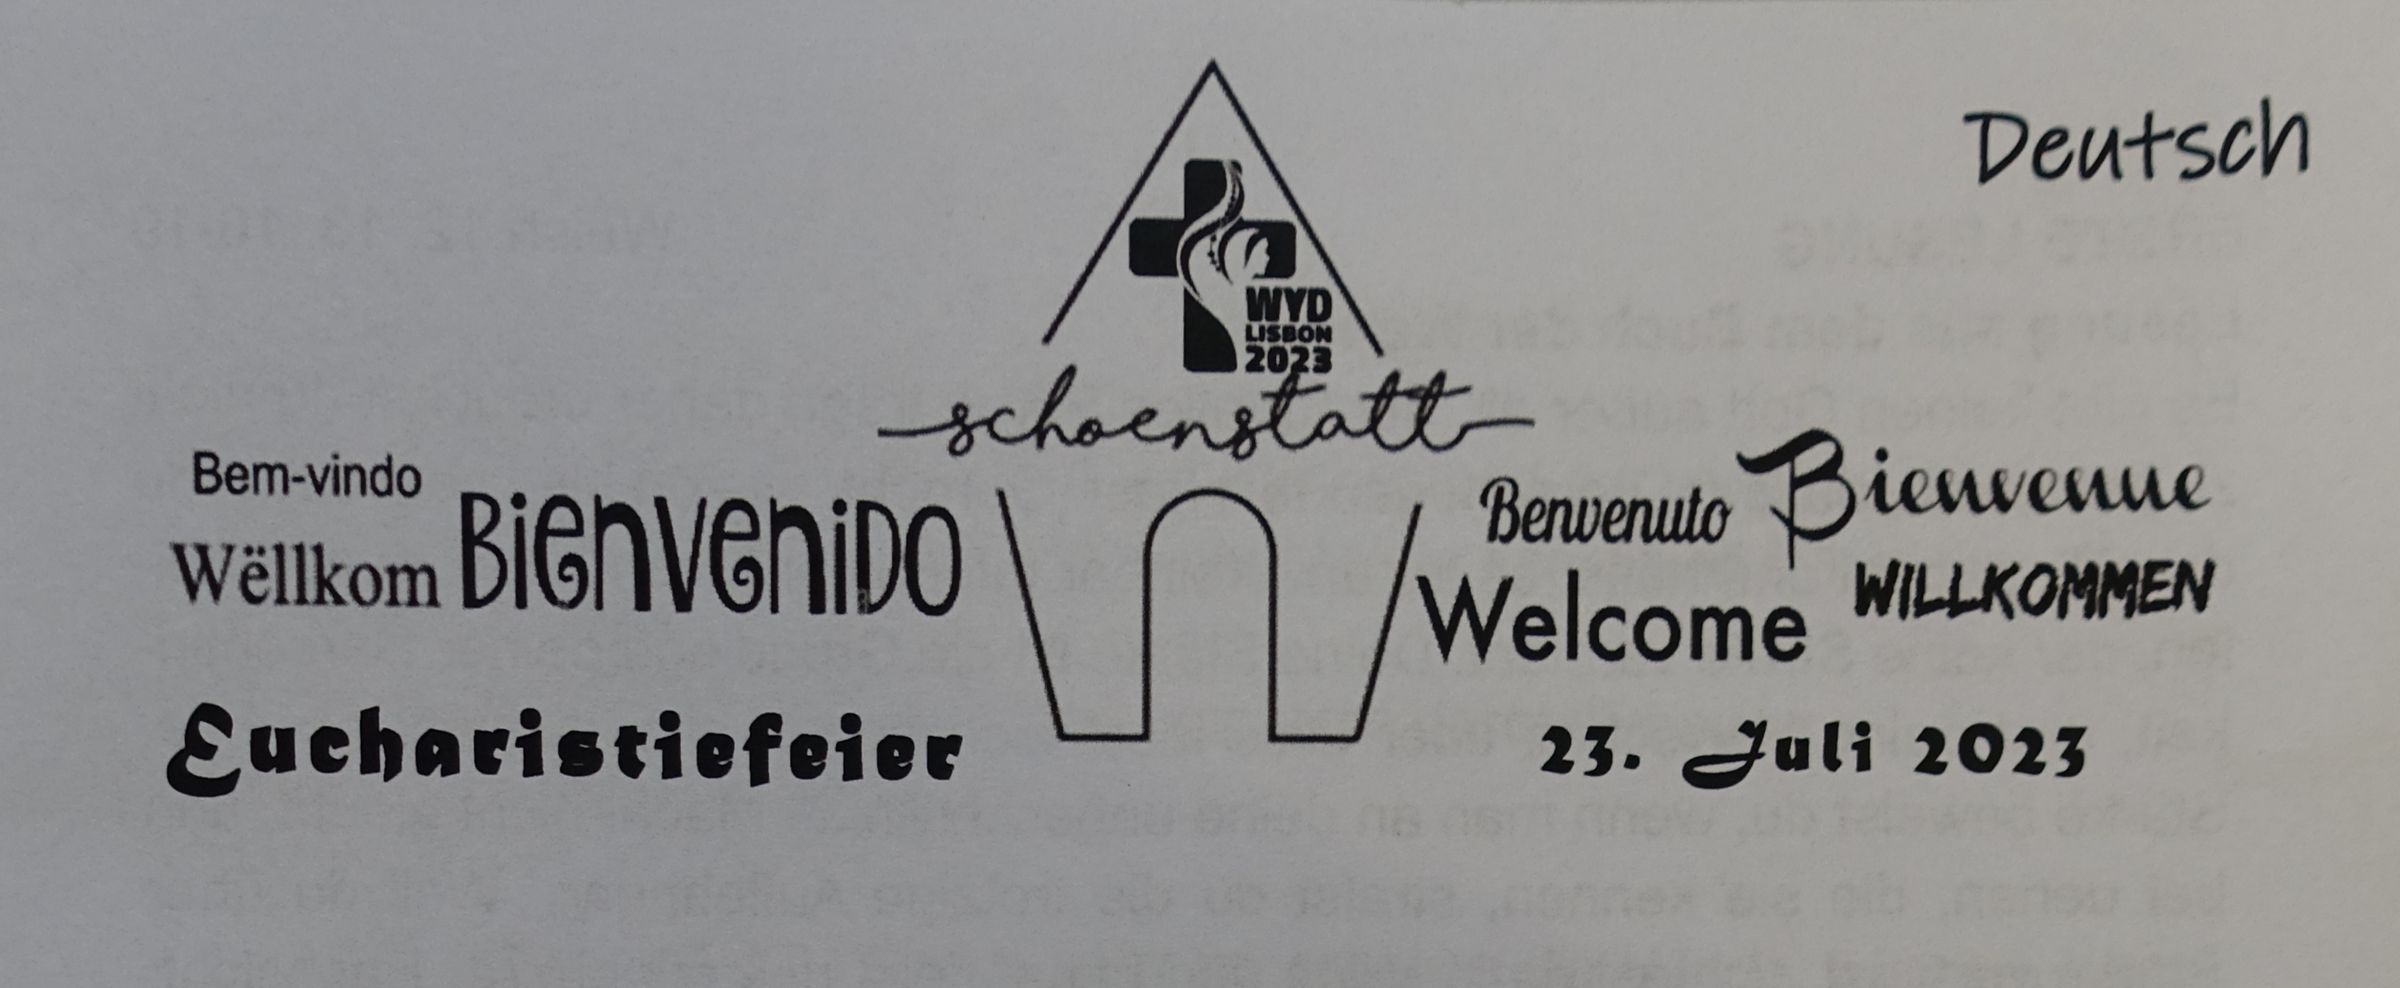 Deutsch
WYD
LISBON
2023
schoenstatt
Bem-vindo
Wëllkom
BIENVENIDO
Benvenuto
Bienvenue
Welcome
WILLKOMMEN
Eucharistiefeier
23. Juli 2023